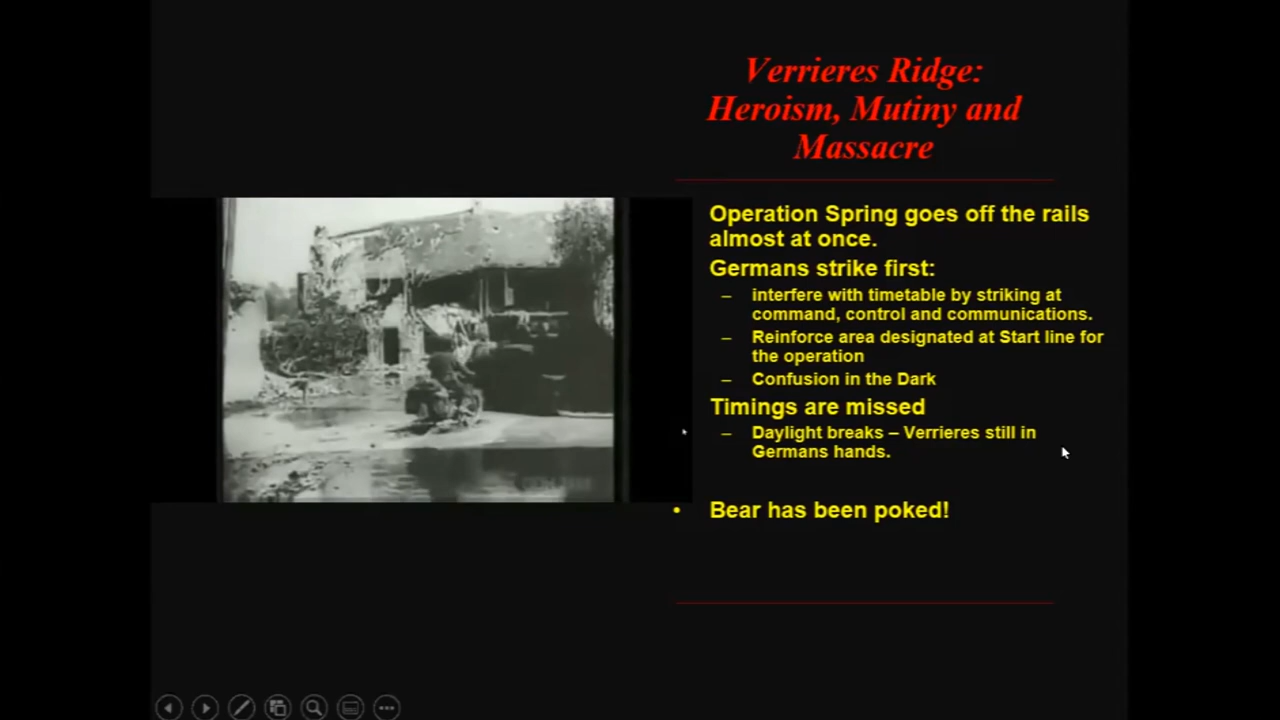 Verrieres Ridge:
Heroism, Mutiny and
Massacre
Operation Spring goes off the rails
almost at once.
Germans strike first:
– interfere with timetable by striking at
command, control and communications.
– Reinforce area designated at Start line for
the operation
– Confusion in the Dark
Timings are missed
– Daylight breaks – Verrieres still in
Germans hands.
• Bear has been poked!